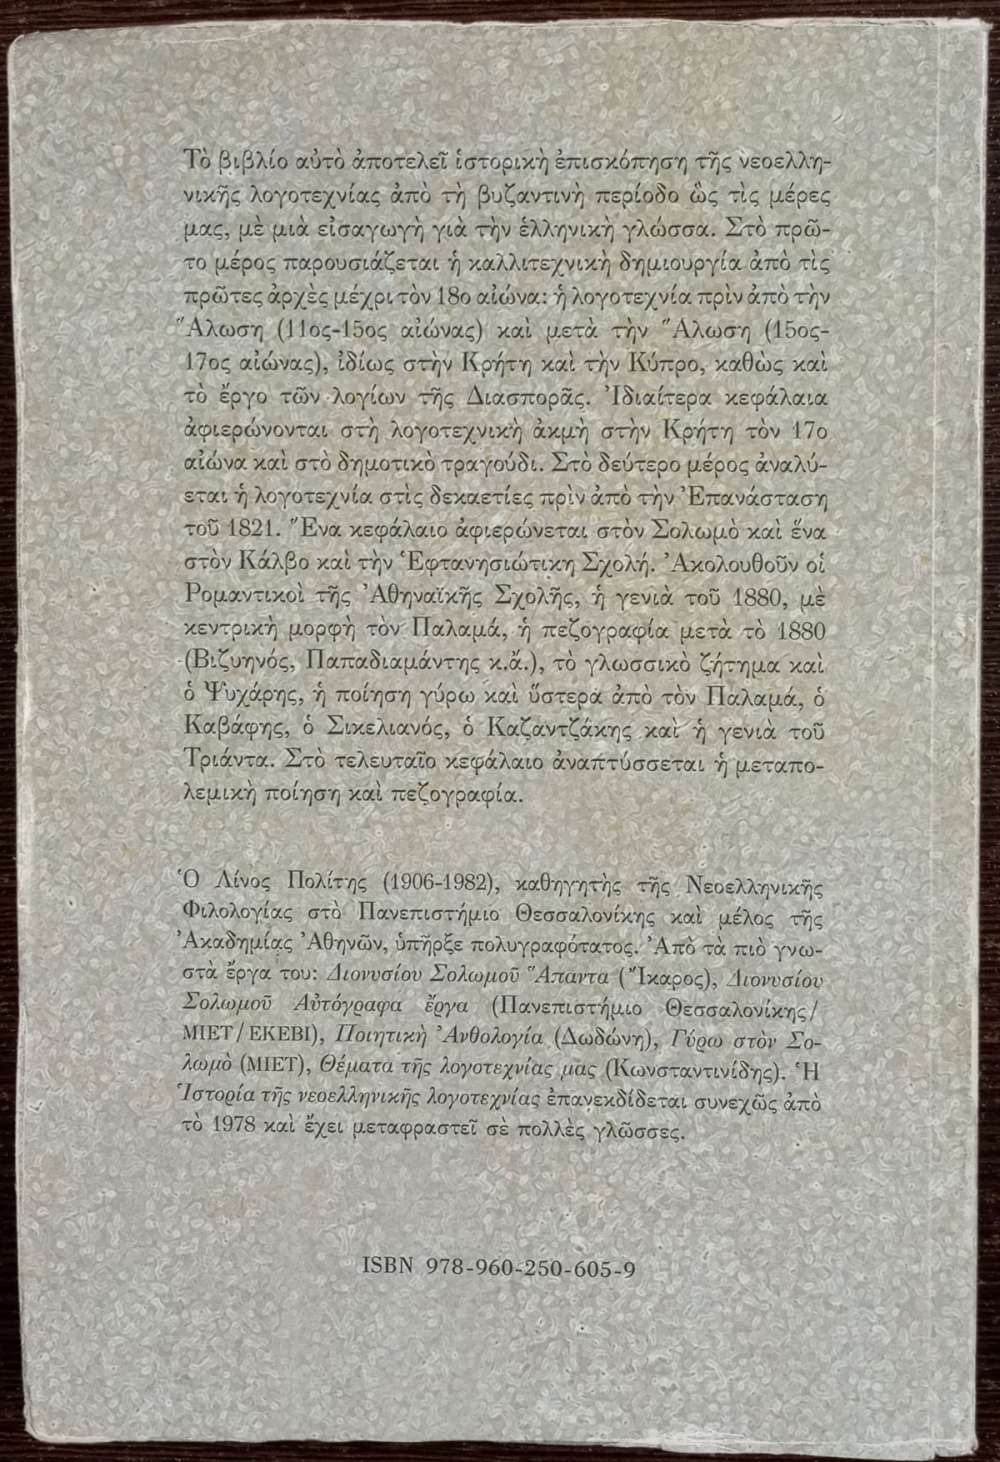 Τὸ βιβλίο αὐτὸ ἀποτελεῖ ἱστορικὴ ἐπισκόπηση τῆς νεοελλη-
νικῆς λογοτεχνίας ἀπὸ τὴ βυζαντινὴ περίοδο ὣς τὶς μέρες
μας, μὲ μιὰ εἰσαγωγὴ γιὰ τὴν ἑλληνικὴ γλώσσα. Στὸ πρῶ-
το μέρος παρουσιάζεται ἡ καλλιτεχνικὴ δημιουργία ἀπὸ τὶς
πρῶτες ἀρχὲς μέχρι τὸν 18ο αἰώνα: ἡ λογοτεχνία πρὶν ἀπὸ τὴν
Ἅλωση (11ος-15ος αἰώνας) καὶ μετὰ τὴν Ἅλωση (15ος-
17ος αἰώνας), ἰδίως στὴν Κρήτη καὶ τὴν Κύπρο, καθὼς καὶ
τὸ ἔργο τῶν λογίων τῆς Διασπορᾶς. Ἰδιαίτερα κεφάλαια
ἀφιερώνονται στὴ λογοτεχνικὴ ἀκμὴ στὴν Κρήτη τὸν 17ο
αἰώνα καὶ στὸ δημοτικὸ τραγούδι. Στὸ δεύτερο μέρος ἀναλύ-
εται ἡ λογοτεχνία στὶς δεκαετίες πρὶν ἀπὸ τὴν Ἐπανάσταση
τοῦ 1821. Ἕνα κεφάλαιο ἀφιερώνεται στὸν Σολωμὸ καὶ ἕνα
στὸν Κάλβο καὶ τὴν Ἑφτανησιώτικη Σχολή. Ἀκολουθοῦν οἱ
Ρομαντικοὶ τῆς Ἀθηναϊκῆς Σχολῆς, ἡ γενιὰ τοῦ 1880, μὲ
κεντρικὴ μορφὴ τὸν Παλαμά, ἡ πεζογραφία μετὰ τὸ 1880
(Βιζυηνός, Παπαδιαμάντης κ.ἄ.), τὸ γλωσσικὸ ζήτημα καὶ
ὁ Ψυχάρης, ἡ ποίηση γύρω καὶ ὕστερα ἀπὸ τὸν Παλαμά, ὁ
Καβάφης, ὁ Σικελιανός, ὁ Καζαντζάκης καὶ ἡ γενιὰ τοῦ
Τριάντα. Στὸ τελευταῖο κεφάλαιο ἀναπτύσσεται ἡ μεταπο-
λεμικὴ ποίηση καὶ πεζογραφία.
Ὁ Λίνος Πολίτης (1906-1982), καθηγητὴς τῆς Νεοελληνικῆς
Φιλολογίας στὸ Πανεπιστήμιο Θεσσαλονίκης καὶ μέλος τῆς
Ἀκαδημίας Ἀθηνῶν, ὑπῆρξε πολυγραφότατος. Ἀπὸ τὰ πιὸ γνω-
στὰ ἔργα του: Διονυσίου Σολωμοῦ Ἅπαντα (Ἴκαρος), Διονυσίου
Σολωμοῦ Αὐτόγραφα ἔργα (Πανεπιστήμιο Θεσσαλονίκης/
ΜΙΕΤ/ΕΚΕΒΙ), Ποιητικὴ Ἀνθολογία (Δωδώνη), Γύρω στὸν Σο-
λωμὸ (ΜΙΕΤ), Θέματα τῆς λογοτεχνίας μας (Κωνσταντινίδης). Ἡ
Ἱστορία τῆς νεοελληνικῆς λογοτεχνίας ἐπανεκδίδεται συνεχῶς ἀπὸ
τὸ 1978 καὶ ἔχει μεταφραστεῖ σὲ πολλὲς γλῶσσες.
ISBN 978-960-250-605-9